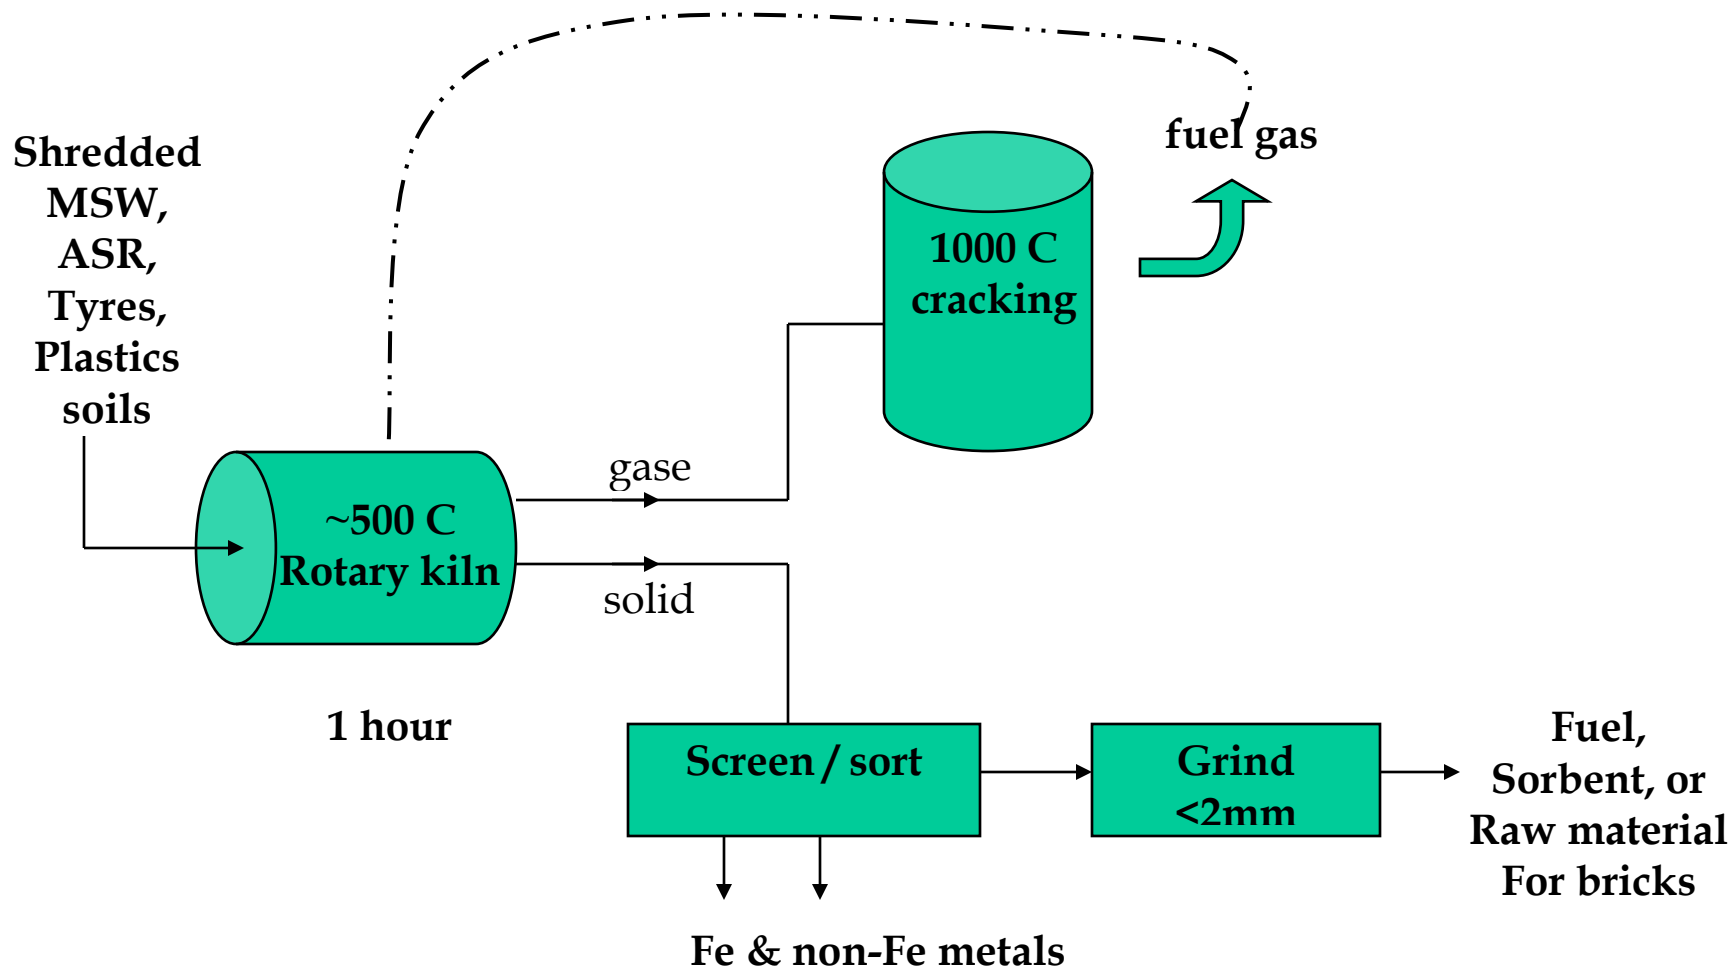 Shredded
MSW,
ASR,
Tyres,
Plastics
soils
fuel gas
1000 C
cracking
gase
~500 C
Rotary kiln
solid
1 hour
Screen / sort
Grind
<2mm
Fuel,
Sorbent, or
Raw material
For bricks
Fe & non-Fe metals